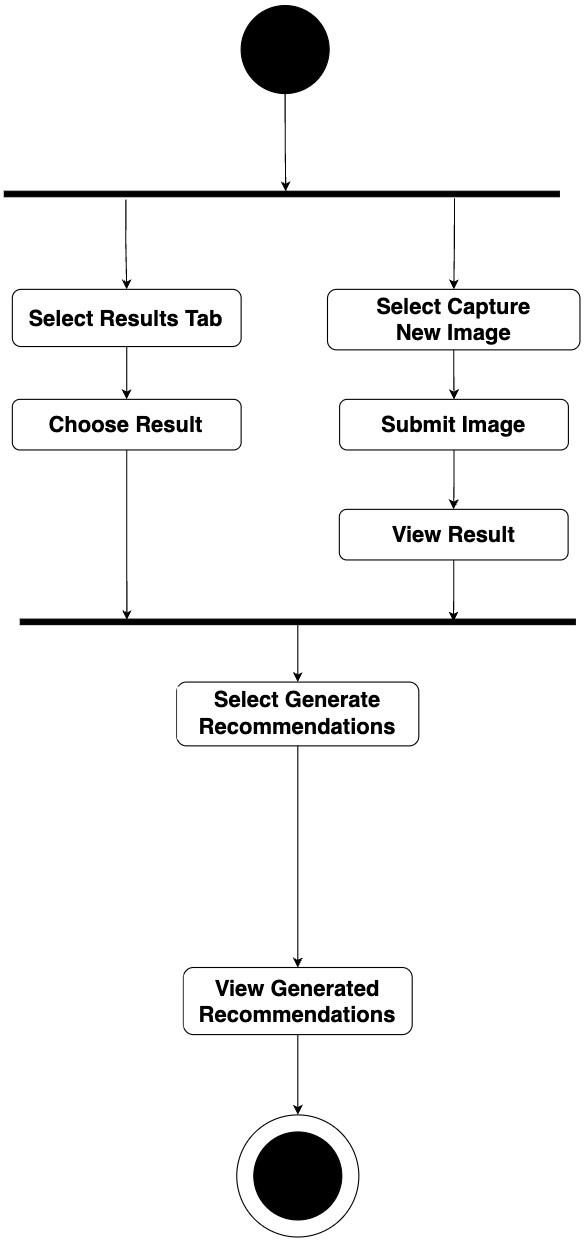 Select Results Tab
Select Capture
New Image
Choose Result
Submit Image
View Result
Select Generate
Recommendations
View Generated
Recommendations